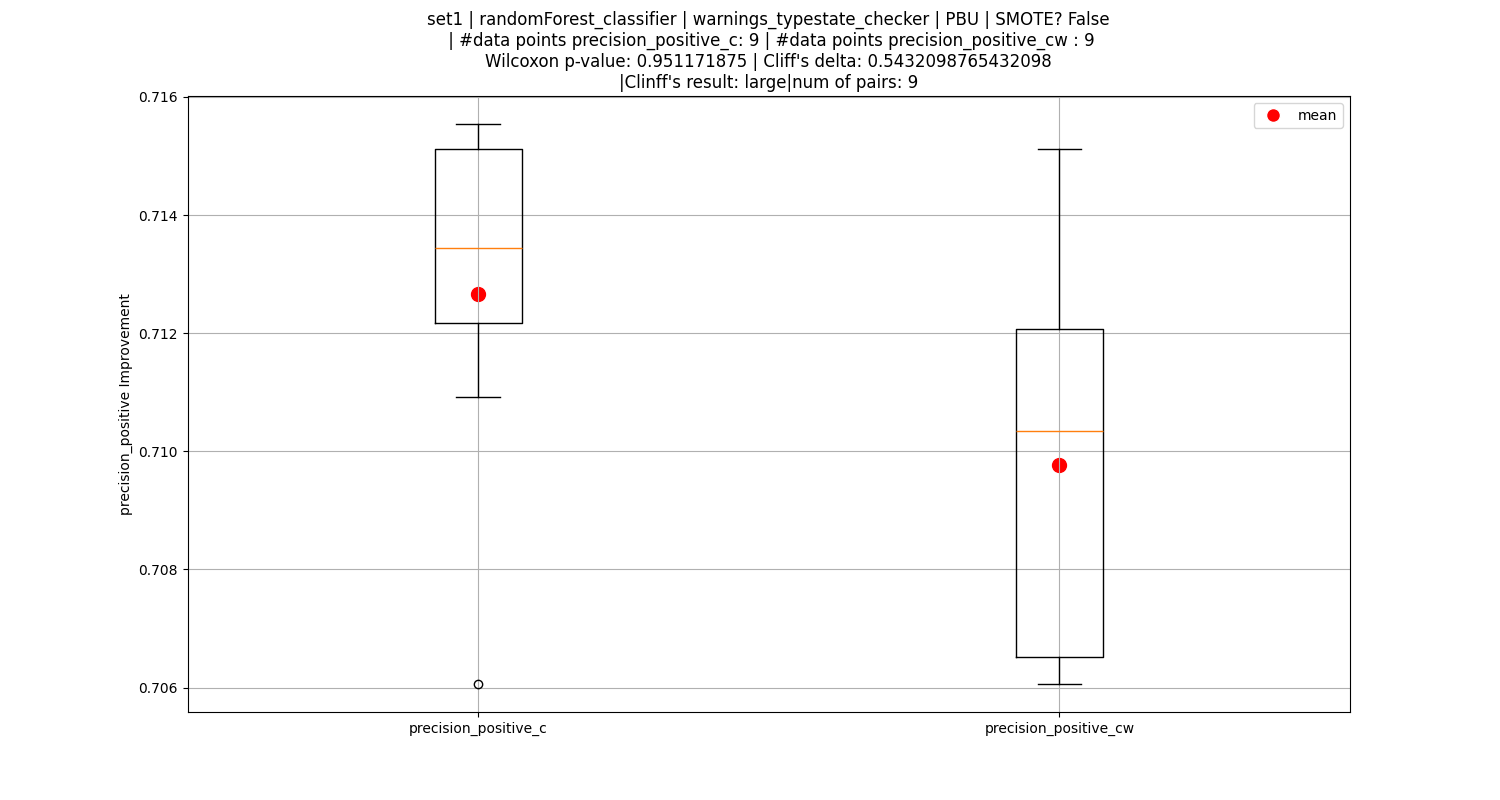 set1 | randomForest_classifier | warnings_typestate_checker | PBU | SMOTE? False
| #data points precision_positive_c: 9 | #data points precision_positive_cw : 9
Wilcoxon p-value: 0.951171875 | Cliff's delta: 0.5432098765432098
|Clinff's result: large|num of pairs: 9
mean
precision_positive Improvement
0.716
0.714
0.712
0.710
0.708
0.706
precision_positive_c
precision_positive_cw